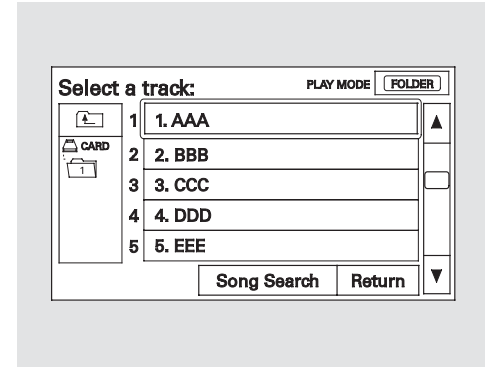 Select a track: PLAY MODE FOLDER
1 1. AAA
CARD
2 2. BBB
1
3 3. CCC
4 4. DDD
5 5. EEE
Song Search Return